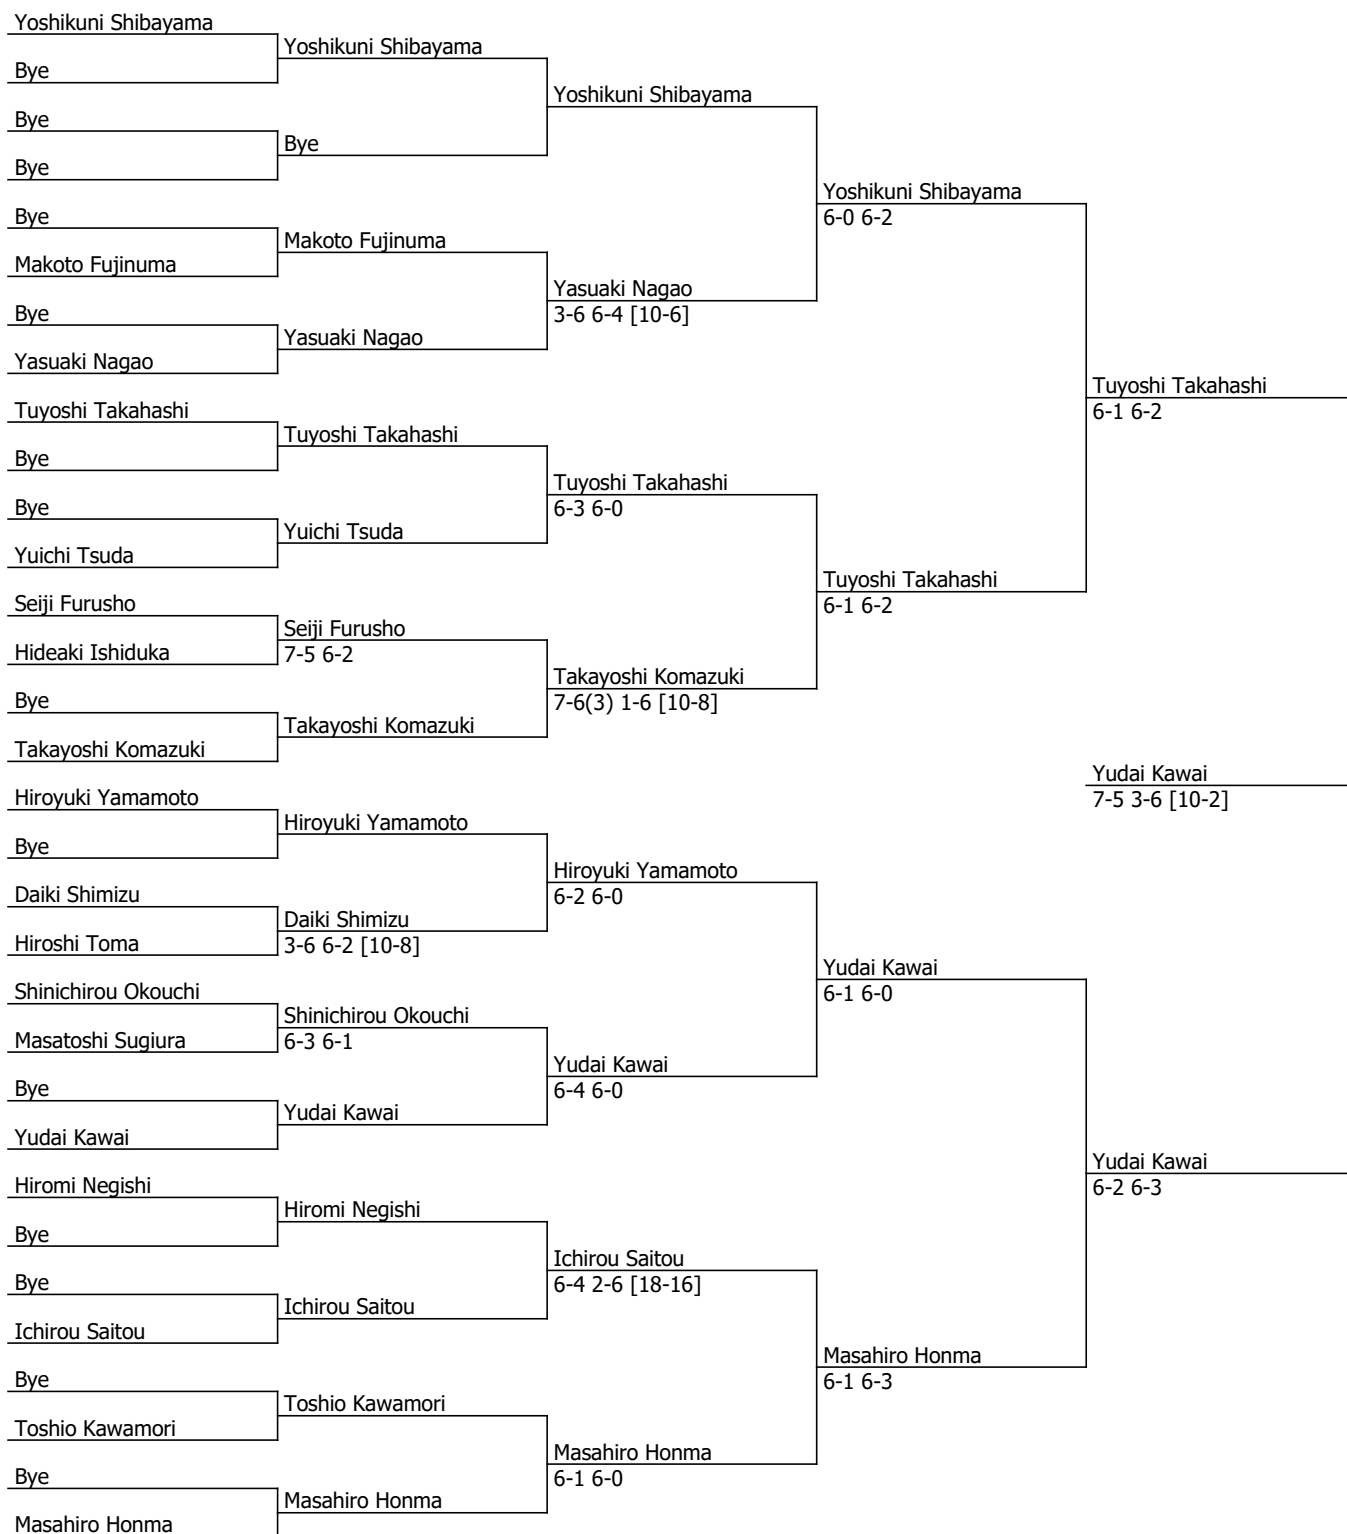 Yoshikuni Shibayama
Bye
Bye
Bye
Bye
Makoto Fujinuma
Bye
Yasuaki Nagao
Tuyoshi Takahashi
Bye
Bye
Yuichi Tsuda
Seiji Furusho
Hideaki Ishiduka
Bye
Takayoshi Komazuki
Hiroyuki Yamamoto
Bye
Daiki Shimizu
Hiroshi Toma
Shinichirou Okouchi
Masatoshi Sugiura
Bye
Yudai Kawai
Hiromi Negishi
Bye
Bye
Ichirou Saitou
Bye
Toshio Kawamori
Bye
Masahiro Honma
Yoshikuni Shibayama
Bye
Makoto Fujinuma
Yasuaki Nagao
Tuyoshi Takahashi
Yuichi Tsuda
Seiji Furusho
7-5 6-2
Takayoshi Komazuki
Hiroyuki Yamamoto
Daiki Shimizu
3-6 6-2 [10-8]
Shinichirou Okouchi
6-3 6-1
Yudai Kawai
Hiromi Negishi
Ichirou Saitou
Toshio Kawamori
Masahiro Honma
Yoshikuni Shibayama
Yasuaki Nagao
3-6 6-4 [10-6]
Tuyoshi Takahashi
6-3 6-0
Takayoshi Komazuki
7-6(3) 1-6 [10-8]
Hiroyuki Yamamoto
6-2 6-0
Yudai Kawai
6-4 6-0
Ichirou Saitou
6-4 2-6 [18-16]
Masahiro Honma
6-1 6-0
Yoshikuni Shibayama
6-0 6-2
Tuyoshi Takahashi
6-1 6-2
Yudai Kawai
6-1 6-0
Masahiro Honma
6-1 6-3
Tuyoshi Takahashi
6-1 6-2
Yudai Kawai
7-5 3-6 [10-2]
Yudai Kawai
6-2 6-3